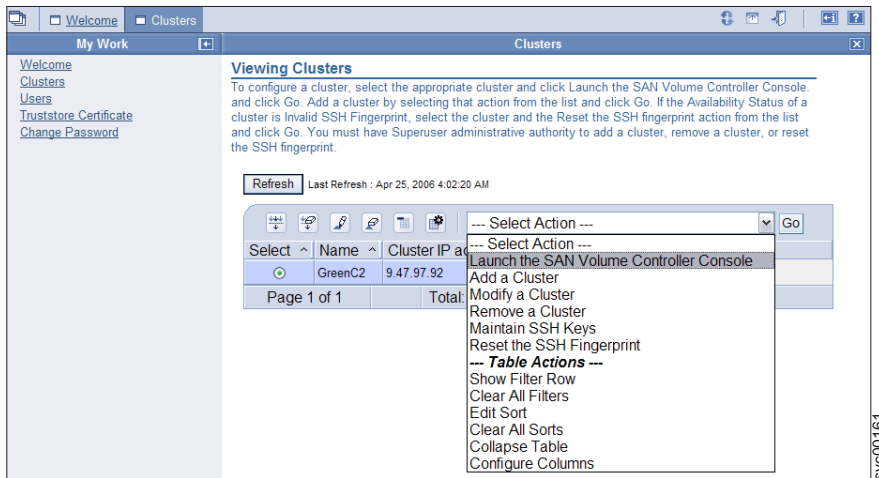 Welcome
Clusters
My Work
Clusters
Welcome
Clusters
Users
Truststore Certificate
Change Password
Viewing Clusters
To configure a cluster, select the appropriate cluster and click Launch the SAN Volume Controller Console.
and click Go. Add a cluster by selecting that action from the list and click Go. If the Availability Status of a
cluster is Invalid SSH Fingerprint, select the cluster and the Reset the SSH fingerprint action from the list
and click Go. You must have Superuser administrative authority to add a cluster, remove a cluster, or reset
the SSH fingerprint.
Refresh Last Refresh : Apr 25, 2006 4:02:20 AM
--- Select Action --- Go
Select Name Cluster IP ad
GreenC2 9.47.97.92
Page 1 of 1 Total:
--- Select Action ---
Launch the SAN Volume Controller Console
Add a Cluster
Modify a Cluster
Remove a Cluster
Maintain SSH Keys
Reset the SSH Fingerprint
--- Table Actions ---
Show Filter Row
Clear All Filters
Edit Sort
Clear All Sorts
Collapse Table
Configure Columns
svc00161